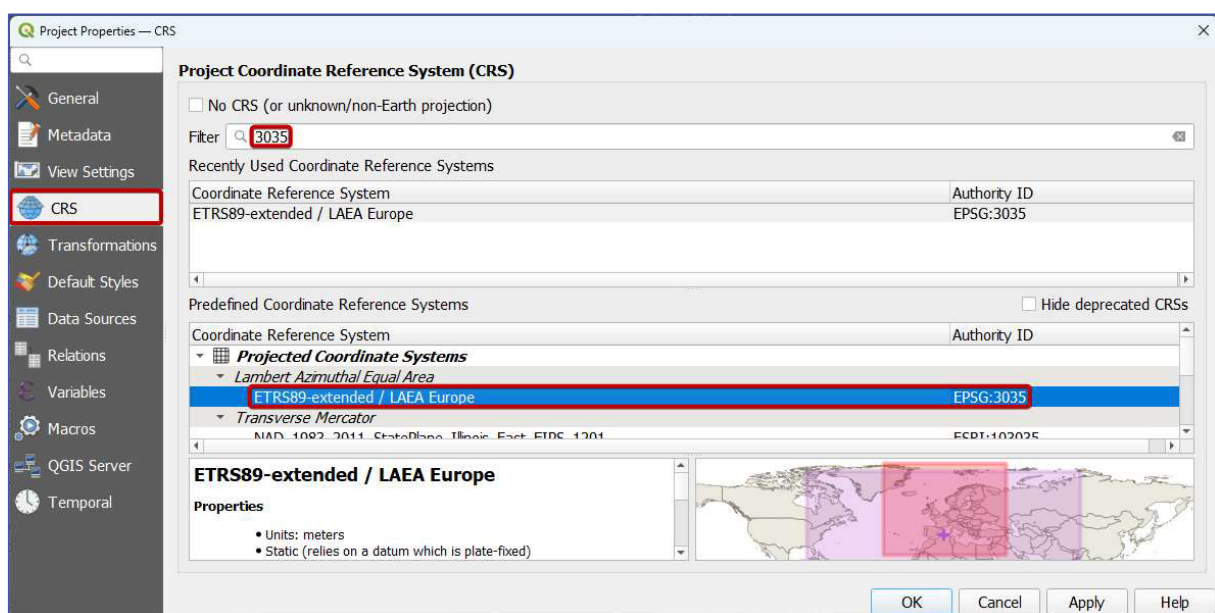 Project Properties — CRS
Project Coordinate Reference System (CRS)
General
Metadata
View Settings
CRS
Transformations
Default Styles
Data Sources
Relations
Variables
Macros
QGIS Server
Temporal
No CRS (or unknown/non-Earth projection)
Filter 3035
Recently Used Coordinate Reference Systems
Coordinate Reference System Authority ID
ETRS89-extended / LAEA Europe EPSG:3035
Predefined Coordinate Reference Systems Hide deprecated CRSs
Coordinate Reference System Authority ID
Projected Coordinate Systems
Lambert Azimuthal Equal Area
ETRS89-extended / LAEA Europe EPSG:3035
Transverse Mercator
NAD_1983_2011_StatePlane_Illinois_East_FIPS_1201 ESRI:103035
ETRS89-extended / LAEA Europe
Properties
• Units: meters
• Static (relies on a datum which is plate-fixed)
OK Cancel Apply Help